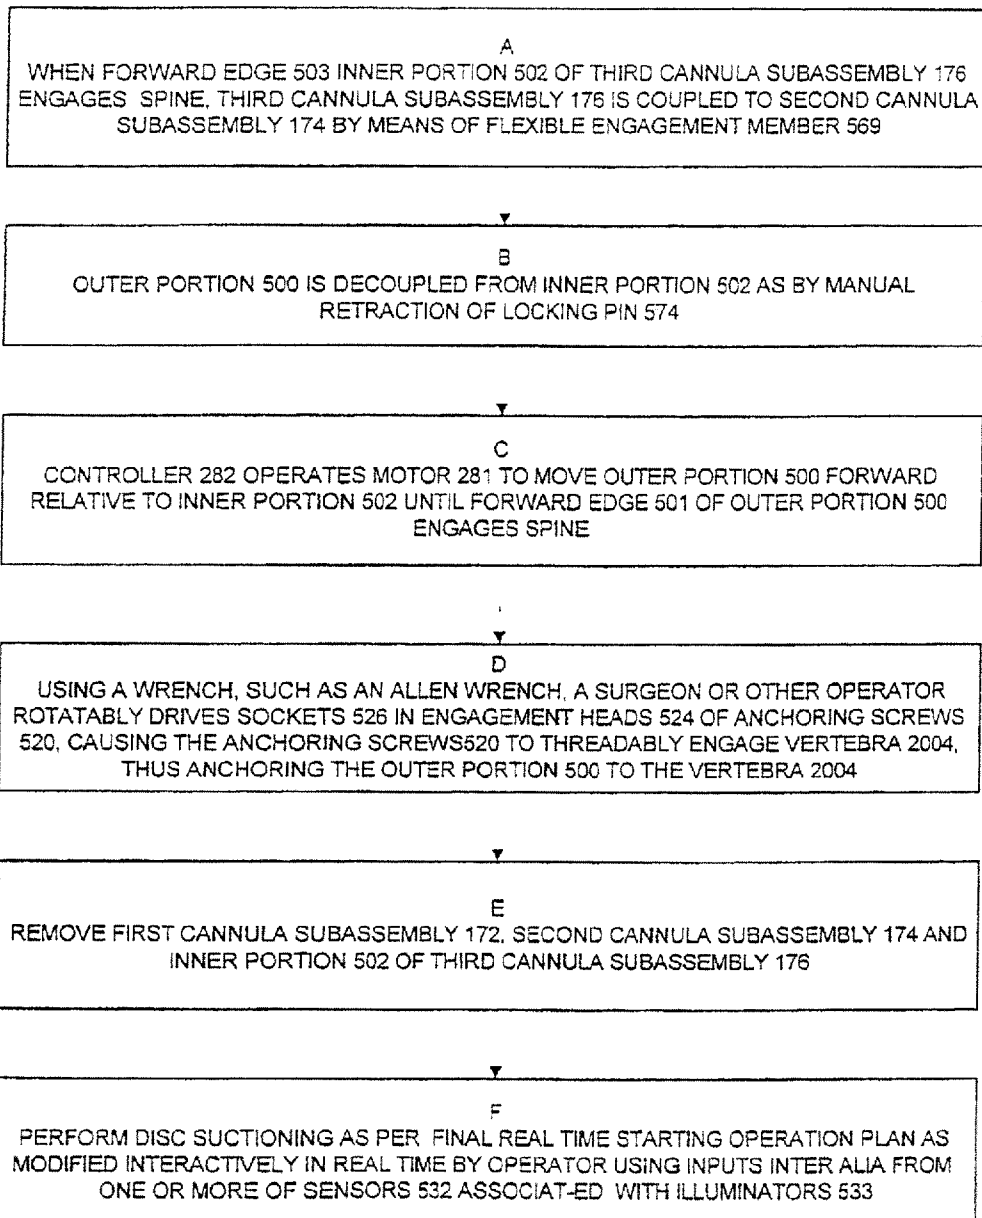 A
WHEN FORWARD EDGE 503 INNER PORTION 502 OF THIRD CANNULA SUBASSEMBLY 176
ENGAGES SPINE, THIRD CANNULA SUBASSEMBLY 176 IS COUPLED TO SECOND CANNULA
SUBASSEMBLY 174 BY MEANS OF FLEXIBLE ENGAGEMENT MEMBER 569
B
OUTER PORTION 500 IS DECOUPLED FROM INNER PORTION 502 AS BY MANUAL
RETRACTION OF LOCKING PIN 574
C
CONTROLLER 282 OPERATES MOTOR 281 TO MOVE OUTER PORTION 500 FORWARD
RELATIVE TO INNER PORTION 502 UNTIL FORWARD EDGE 501 OF OUTER PORTION 500
ENGAGES SPINE
D
USING A WRENCH, SUCH AS AN ALLEN WRENCH, A SURGEON OR OTHER OPERATOR
ROTATABLY DRIVES SOCKETS 526 IN ENGAGEMENT HEADS 524 OF ANCHORING SCREWS
520, CAUSING THE ANCHORING SCREWS520 TO THREADABLY ENGAGE VERTEBRA 2004,
THUS ANCHORING THE OUTER PORTION 500 TO THE VERTEBRA 2004
E
REMOVE FIRST CANNULA SUBASSEMBLY 172, SECOND CANNULA SUBASSEMBLY 174 AND
INNER PORTION 502 OF THIRD CANNULA SUBASSEMBLY 176
F
PERFORM DISC SUCTIONING AS PER FINAL REAL TIME STARTING OPERATION PLAN AS
MODIFIED INTERACTIVELY IN REAL TIME BY OPERATOR USING INPUTS INTER ALIA FROM
ONE OR MORE OF SENSORS 532 ASSOCIAT-ED WITH ILLUMINATORS 533